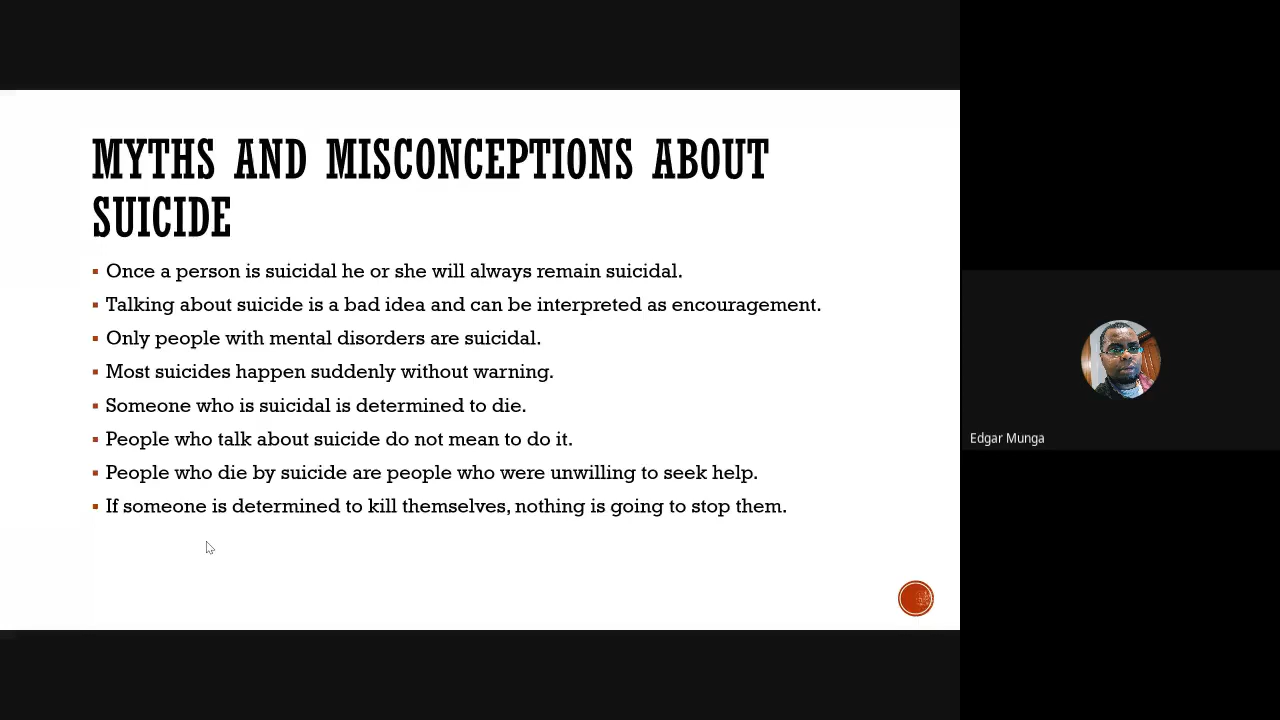 MYTHS AND MISCONCEPTIONS ABOUT
SUICIDE
▪ Once a person is suicidal he or she will always remain suicidal.
▪ Talking about suicide is a bad idea and can be interpreted as encouragement.
▪ Only people with mental disorders are suicidal.
▪ Most suicides happen suddenly without warning.
▪ Someone who is suicidal is determined to die.
▪ People who talk about suicide do not mean to do it.
▪ People who die by suicide are people who were unwilling to seek help.
▪ If someone is determined to kill themselves, nothing is going to stop them.
Edgar Munga